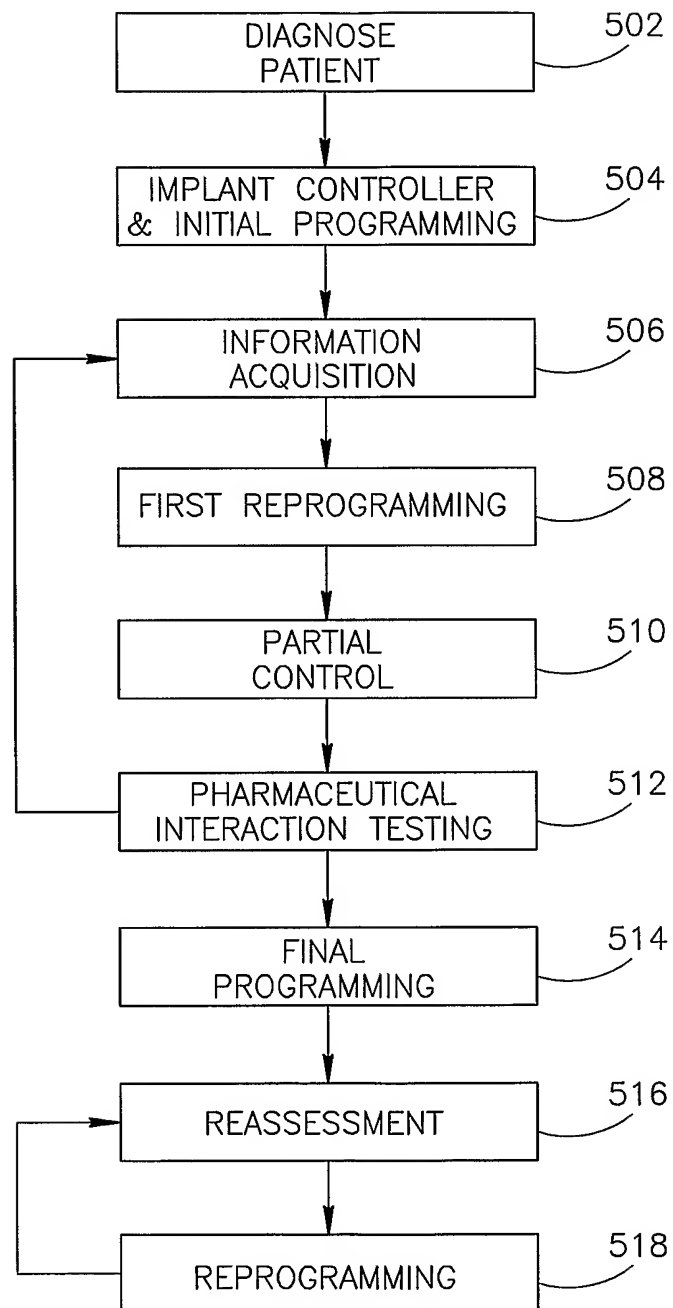 502
DIAGNOSE
PATIENT
504
IMPLANT CONTROLLER
& INITIAL PROGRAMMING
506
INFORMATION
ACQUISITION
508
FIRST REPROGRAMMING
510
PARTIAL
CONTROL
512
PHARMACEUTICAL
INTERACTION TESTING
514
FINAL
PROGRAMMING
516
REASSESSMENT
518
REPROGRAMMING